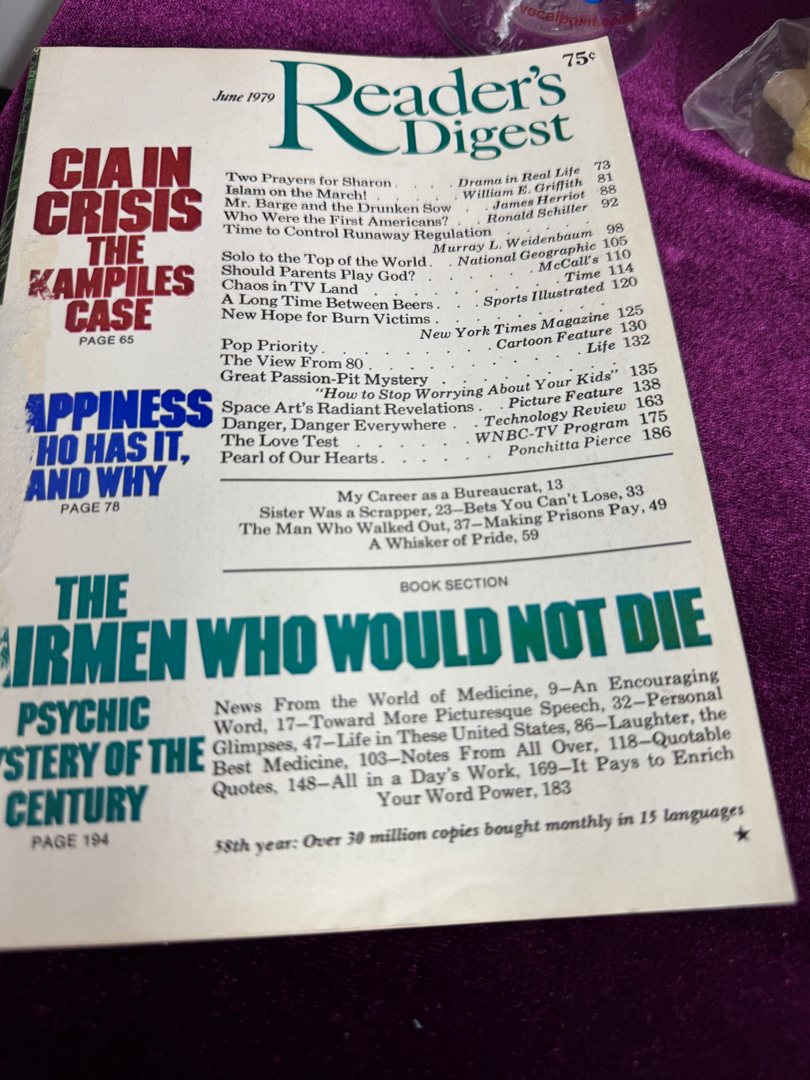 vocalpoint.co
75¢
June 1979
Reader's
Digest
CIA IN
CRISIS
THE
KAMPILES
CASE
PAGE 65
APPINESS
HO HAS IT,
AND WHY
PAGE 78
Two Prayers for Sharon. . . . Drama in Real Life 73
Islam on the March! . . . . . William E. Griffith 81
Mr. Barge and the Drunken Sow . . James Herriot 88
Who Were the First Americans? . . Ronald Schiller 92
Time to Control Runaway Regulation . . . . .
Murray L. Weidenbaum 98
Solo to the Top of the World. . National Geographic 105
Should Parents Play God? . . . . . . McCall's 110
Chaos in TV Land . . . . . . . . Time 114
A Long Time Between Beers. . . Sports Illustrated 120
New Hope for Burn Victims . . . . . . .
New York Times Magazine 125
Pop Priority. . . . . . . . Cartoon Feature 130
The View From 80 . . . . . . . . . Life 132
Great Passion-Pit Mystery . . . . . . .
"How to Stop Worrying About Your Kids" 135
Space Art's Radiant Revelations . . Picture Feature 138
Danger, Danger Everywhere . . Technology Review 163
The Love Test . . . . . . WNBC-TV Program 175
Pearl of Our Hearts. . . . . . Ponchitta Pierce 186
My Career as a Bureaucrat, 13
Sister Was a Scrapper, 23—Bets You Can't Lose, 33
The Man Who Walked Out, 37—Making Prisons Pay, 49
A Whisker of Pride, 59
BOOK SECTION
THE
AIRMEN WHO WOULD NOT DIE
PSYCHIC
YSTERY OF THE
CENTURY
PAGE 194
News From the World of Medicine, 9—An Encouraging
Word, 17—Toward More Picturesque Speech, 32—Personal
Glimpses, 47—Life in These United States, 86—Laughter, the
Best Medicine, 103—Notes From All Over, 118—Quotable
Quotes, 148—All in a Day's Work, 169—It Pays to Enrich
Your Word Power, 183
58th year: Over 30 million copies bought monthly in 15 languages